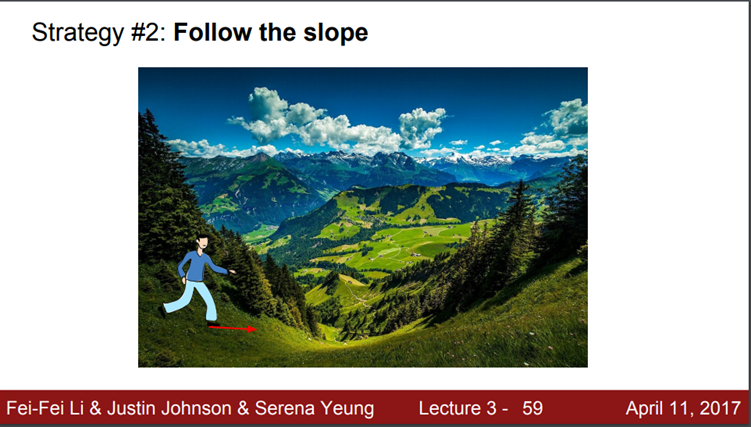 Strategy #2: Follow the slope
Fei-Fei Li & Justin Johnson & Serena Yeung Lecture 3 - 59 April 11, 2017